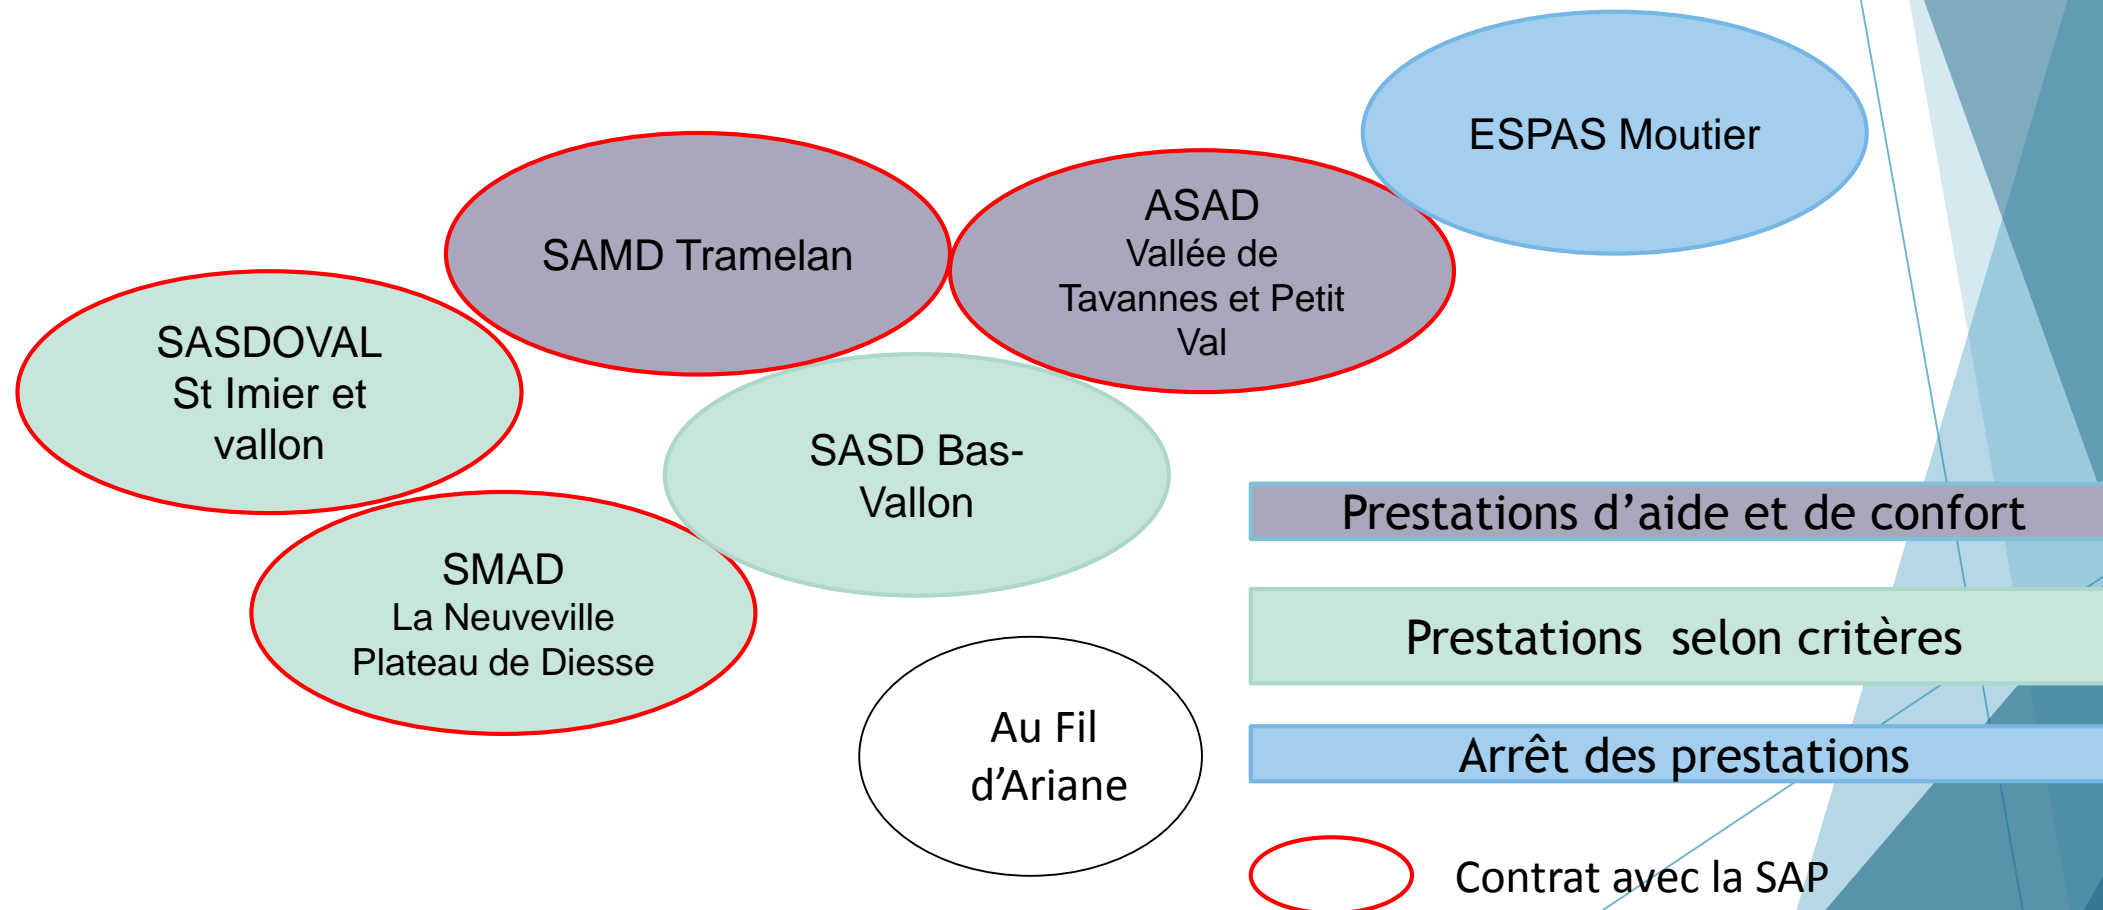 ESPAS Moutier
SAMD Tramelan
ASAD
Vallée de
Tavannes et Petit
Val
SASDOVAL
St Imier et
vallon
SASD Bas-
Vallon
SMAD
La Neuveville
Plateau de Diesse
Au Fil
d’Ariane
Prestations d’aide et de confort
Prestations  selon critères
Arrêt des prestations
Contrat avec la SAP